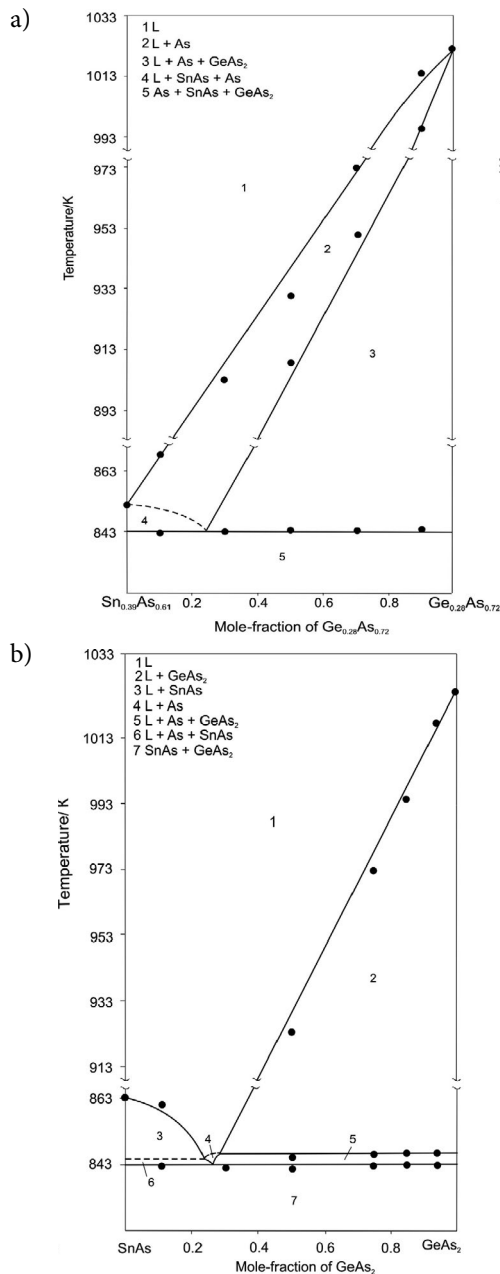 a)
1 L
2 L + As
3 L + As + GeAs₂
4 L + SnAs + As
5 As + SnAs + GeAs₂
1033
1013
993
973
953
933
913
893
863
843
Temperature/K
1
2
3
4
5
Sn₀.₃₉As₀.₆₁
0.2
0.4
0.6
0.8
Ge₀.₂₈As₀.₇₂
Mole-fraction of Ge₀.₂₈As₀.₇₂
b)
1 L
2 L + GeAs₂
3 L + SnAs
4 L + As
5 L + As + GeAs₂
6 L + As + SnAs
7 SnAs + GeAs₂
1033
1013
993
973
953
933
913
863
843
Temperature/ K
1
2
3
4
5
6
7
SnAs
0.2
0.4
0.6
0.8
GeAs₂
Mole-fraction of GeAs₂